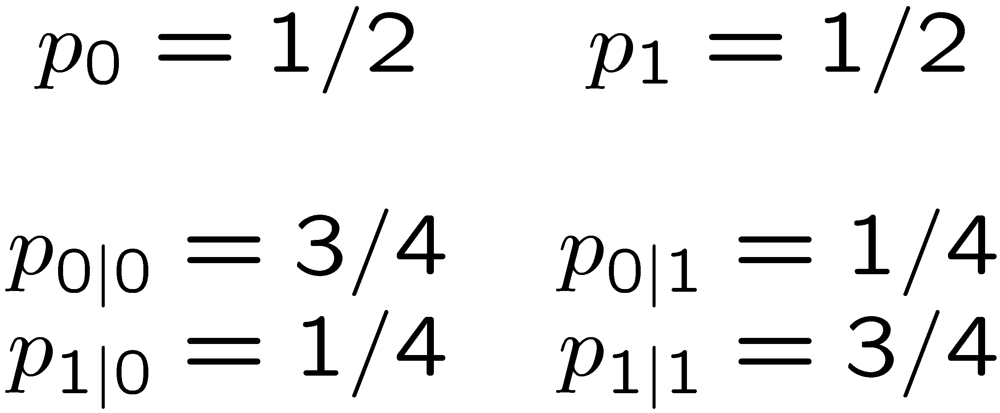 p₀ = 1/2 p₁ = 1/2
p₀|₀ = 3/4 p₀|₁ = 1/4
p₁|₀ = 1/4 p₁|₁ = 3/4